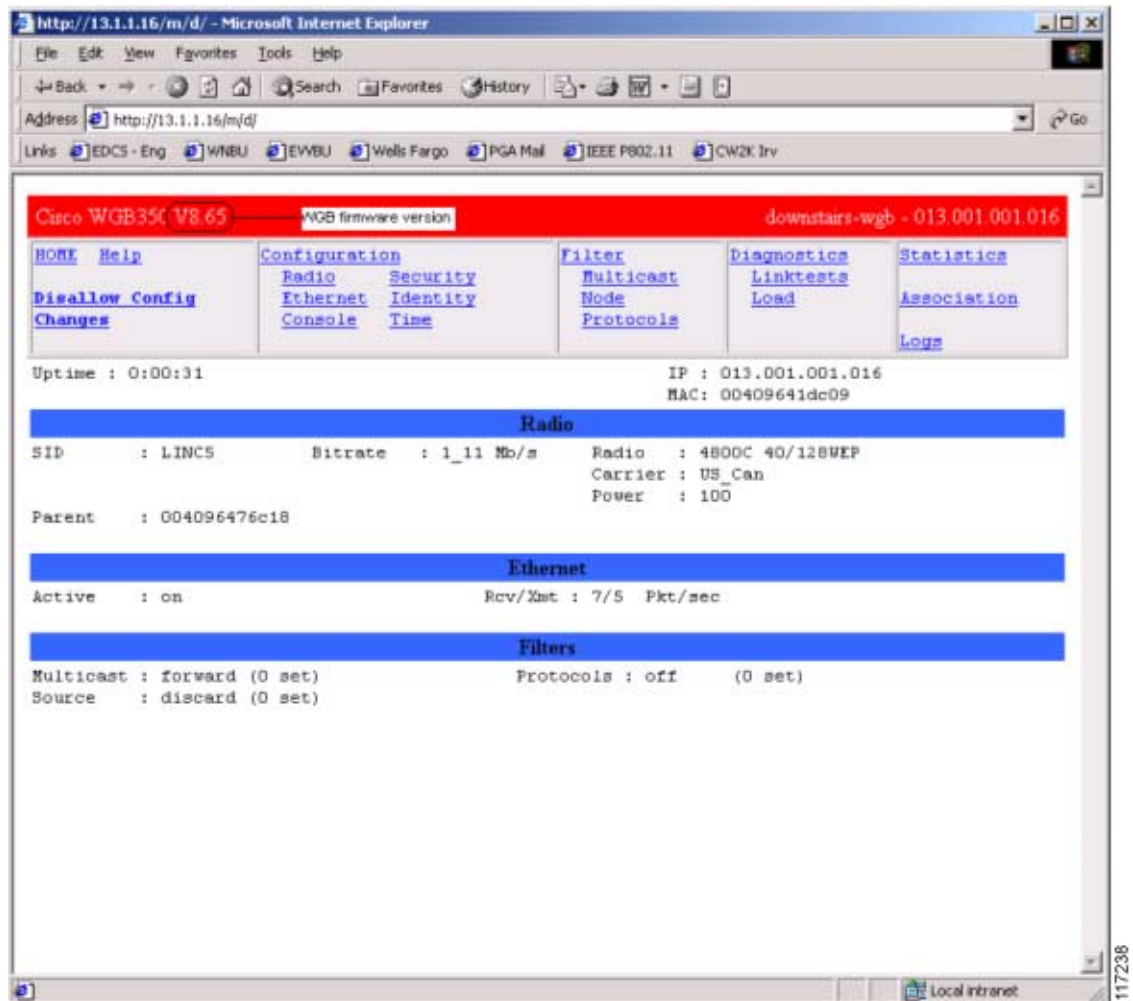 http://13.1.1.16/m/d/ - Microsoft Internet Explorer
File Edit View Favorites Tools Help
Back Search Favorites History
Address http://13.1.1.16/m/d/ Go
Links EDCS - Eng WNBU EWBU Wells Fargo PGA Mail IEEE P802.11 CW2K Irv
Cisco WGB350 V8.65 WGB firmware version downstairs-wgb - 013.001.001.016
HOME Help Configuration Filter Diagnostics Statistics
Radio Security Multicast Linktests
Disallow Config Ethernet Identity Node Load Association
Changes Console Time Protocols
Logs
Uptime : 0:00:31 IP : 013.001.001.016
MAC: 00409641dc09
Radio
SID : LINC5 Bitrate : 1_11 Mb/s Radio : 4800C 40/128WEP
Carrier : US_Can
Power : 100
Parent : 004096476c18
Ethernet
Active : on Rcv/Xmt : 7/5 Pkt/sec
Filters
Multicast : forward (0 set) Protocols : off (0 set)
Source : discard (0 set)
Local intranet
117238